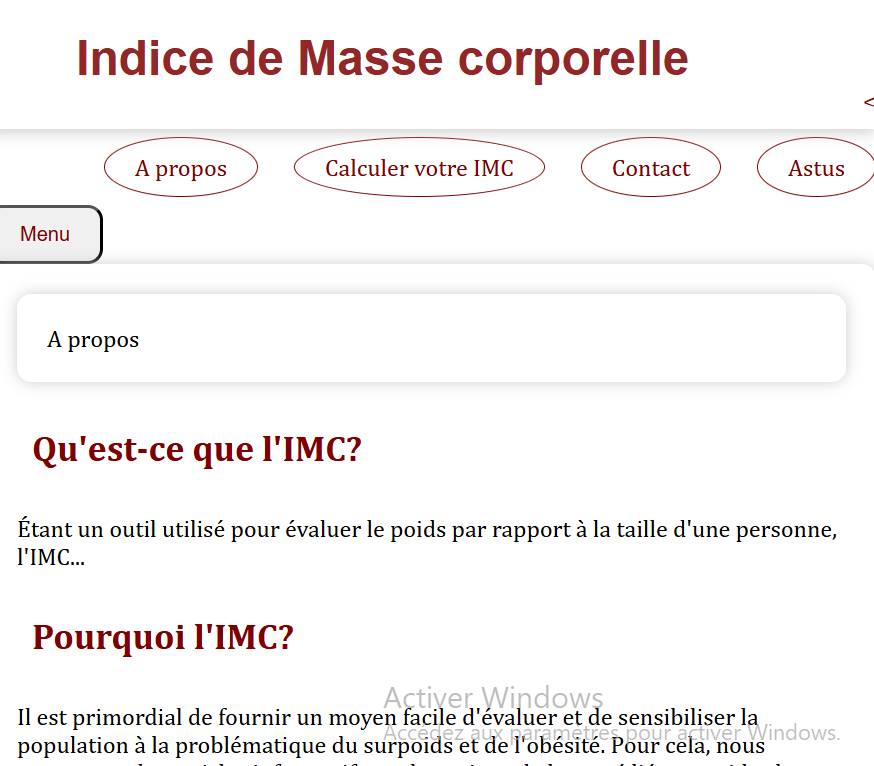 Indice de Masse corporelle
<
A propos
Calculer votre IMC
Contact
Astus
Menu
A propos
Qu'est-ce que l'IMC?
Étant un outil utilisé pour évaluer le poids par rapport à la taille d'une personne,
l'IMC...
Pourquoi l'IMC?
Il est primordial de fournir un moyen facile d'évaluer et de sensibiliser la
population à la problématique du surpoids et de l'obésité. Pour cela, nous
Activer Windows
Accédez aux paramètres pour activer Windows.